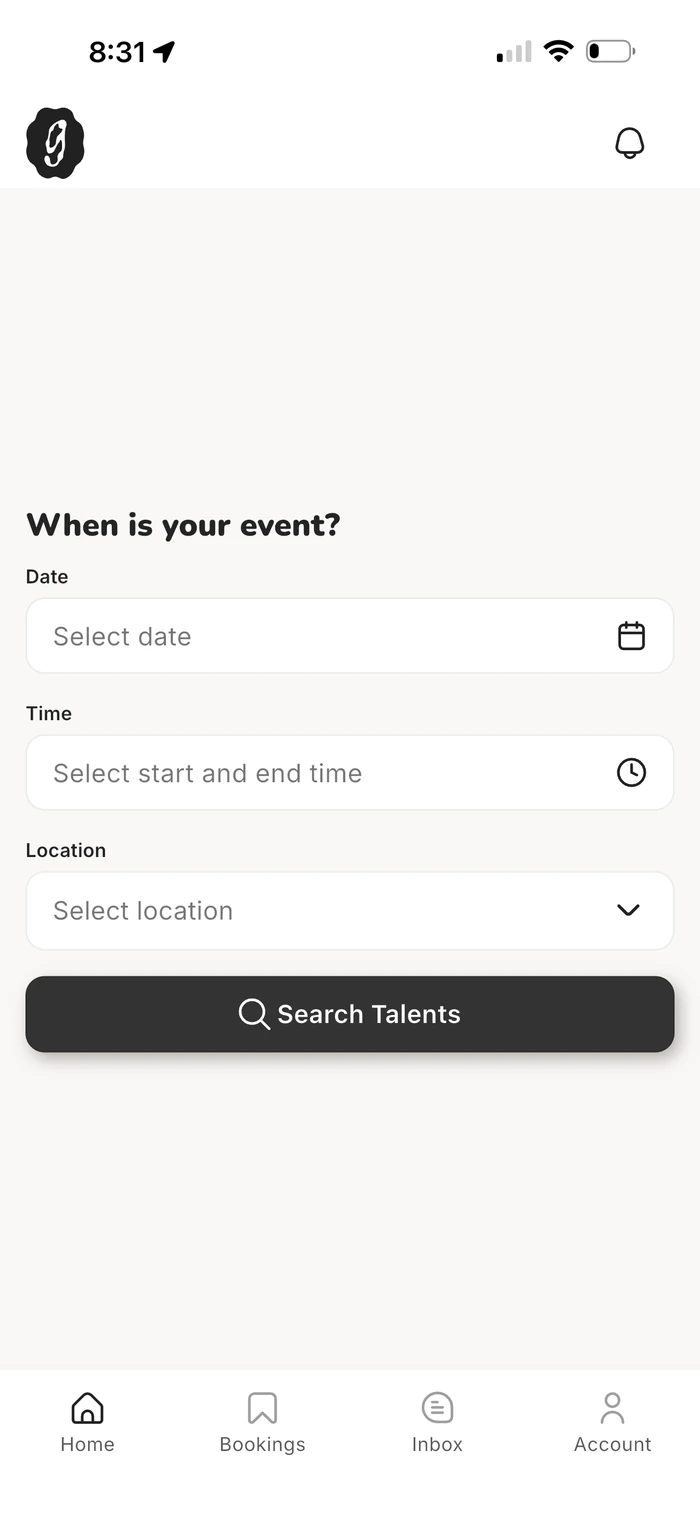 8:31
g
When is your event?
Date
Select date
Time
Select start and end time
Location
Select location
Search Talents
Home
Bookings
Inbox
Account